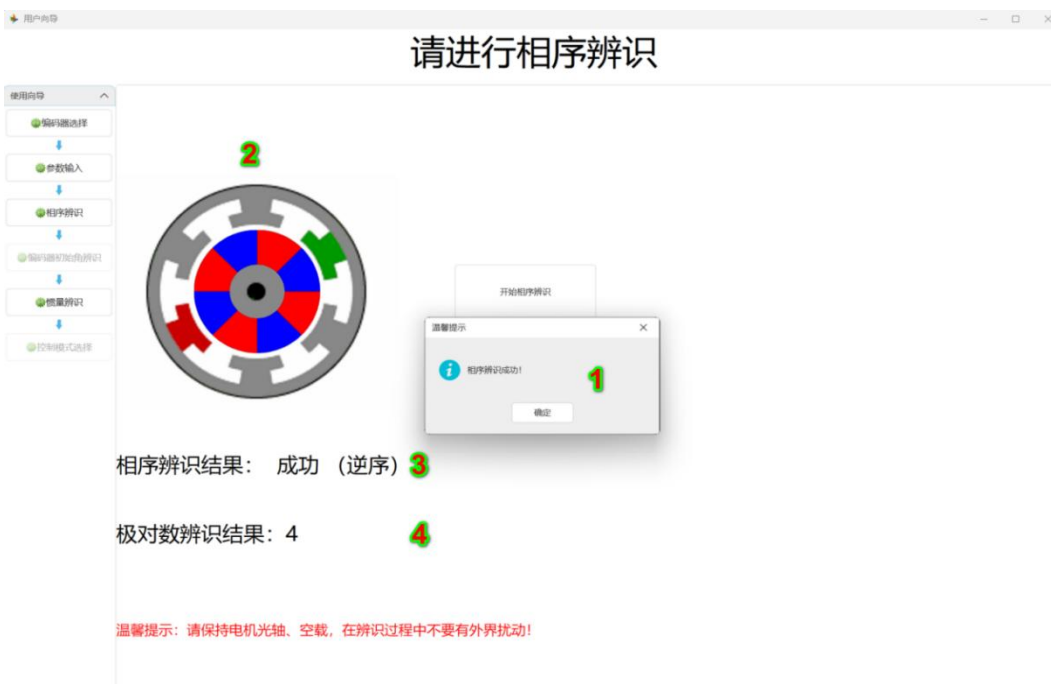 用户向导
请进行相序辨识
使用向导
编码器选择
参数输入
相序辨识
编码器初始角辨识
惯量辨识
控制模式选择
2
开始相序辨识
温馨提示
相序辨识成功!
1
确定
相序辨识结果: 成功 (逆序) 3
极对数辨识结果:4 4
温馨提示:请保持电机光轴、空载,在辨识过程中不要有外界扰动!